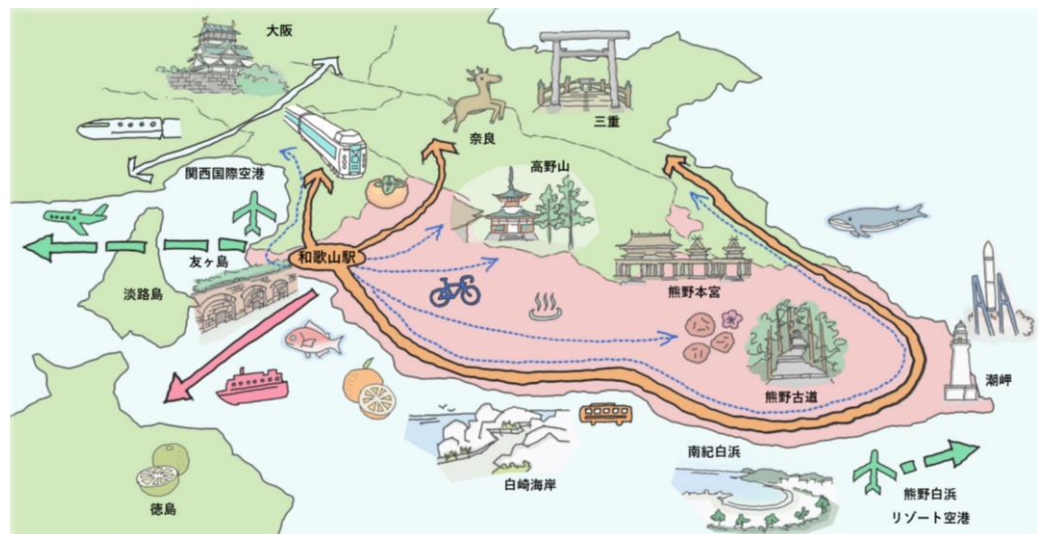 大阪
三重
奈良
高野山
関西国際空港
友ヶ島
和歌山駅
淡路島
熊野本宮
潮岬
熊野古道
南紀白浜
白崎海岸
熊野白浜
リゾート空港
徳島